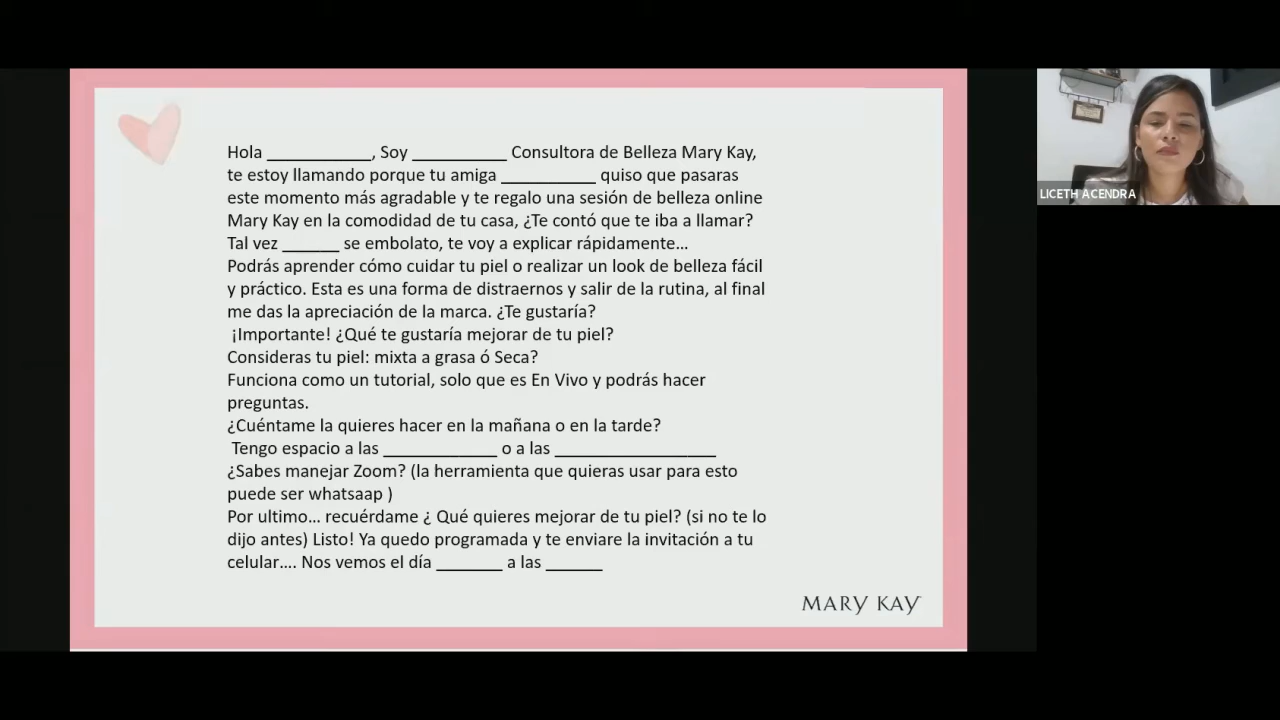 Hola ___________, Soy __________ Consultora de Belleza Mary Kay,
te estoy llamando porque tu amiga __________ quiso que pasaras
este momento más agradable y te regalo una sesión de belleza online
Mary Kay en la comodidad de tu casa, ¿Te contó que te iba a llamar?
Tal vez ______ se embolato, te voy a explicar rápidamente…
Podrás aprender cómo cuidar tu piel o realizar un look de belleza fácil
y práctico. Esta es una forma de distraernos y salir de la rutina, al final
me das la apreciación de la marca. ¿Te gustaría?
¡Importante! ¿Qué te gustaría mejorar de tu piel?
Consideras tu piel: mixta a grasa ó Seca?
Funciona como un tutorial, solo que es En Vivo y podrás hacer
preguntas.
¿Cuéntame la quieres hacer en la mañana o en la tarde?
Tengo espacio a las ____________ o a las _________________
¿Sabes manejar Zoom? (la herramienta que quieras usar para esto
puede ser whatsaap )
Por ultimo… recuérdame ¿ Qué quieres mejorar de tu piel? (si no te lo
dijo antes) Listo! Ya quedo programada y te enviare la invitación a tu
celular…. Nos vemos el día _______ a las ______
MARY KAY
LICETH ACENDRA